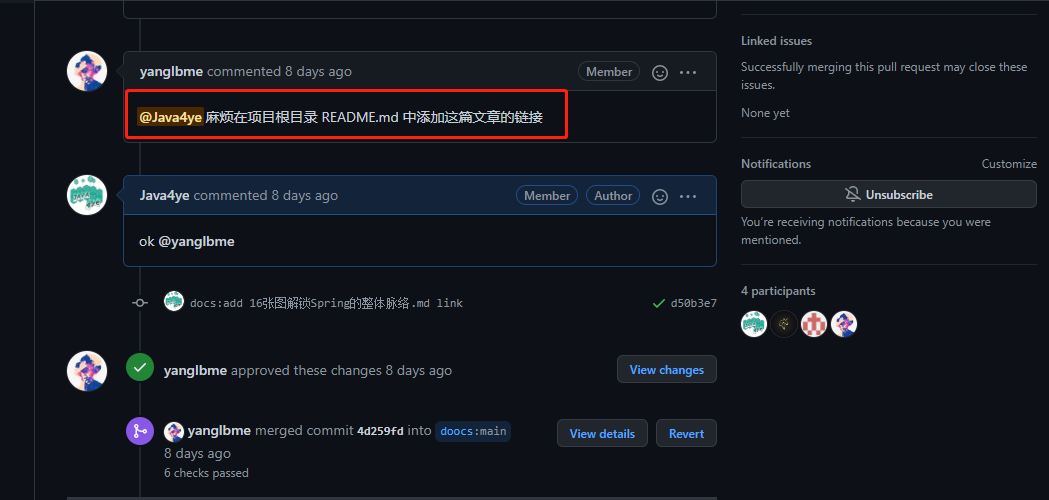 yanglbme commented 8 days ago
Member
@Java4ye 麻烦在项目根目录 README.md 中添加这篇文章的链接
Java4ye commented 8 days ago
Member
Author
ok @yanglbme
docs:add 16张图解锁Spring的整体脉络.md link
d50b3e7
yanglbme approved these changes 8 days ago
View changes
yanglbme merged commit 4d259fd into doocs:main
8 days ago
6 checks passed
View details
Revert
Linked issues
Successfully merging this pull request may close these
issues.
None yet
Notifications
Customize
Unsubscribe
You're receiving notifications because you were
mentioned.
4 participants